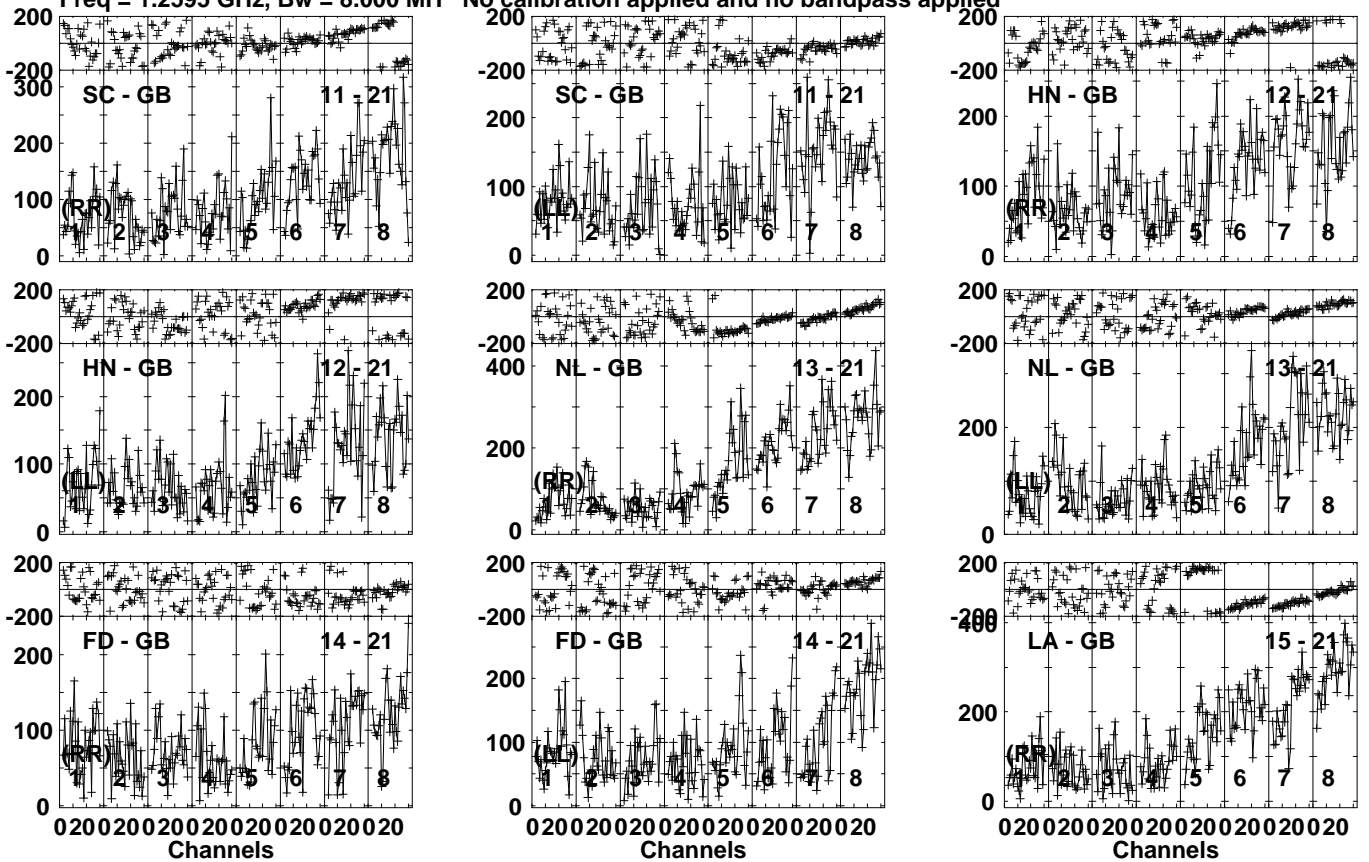 Freq = 1.2595 GHz, Bw = 8.000 MH No calibration applied and no bandpass applied
200 200 200
-200 -200 -200
300
SC - GB 11 - 21 SC - GB 11 - 21 HN - GB 12 - 21
200 200 200
100 100 100
(RR) (LL) (RR)
1 2 3 4 5 6 7 8 1 2 3 4 5 6 7 8 1 2 3 4 5 6 7 8
0 0 0
200 200 200
-200 -200 -200
HN - GB 12 - 21 NL - GB 13 - 21 NL - GB 13 - 21
400
200 200 200
100
(LL) (RR) (LL)
1 2 3 4 5 6 7 8 1 2 3 4 5 6 7 8 1 2 3 4 5 6 7 8
0 0 0
200 200 200
-200 -200 -200
400
FD - GB 14 - 21 FD - GB 14 - 21 LA - GB 15 - 21
200 200 200
100 100
(RR) (LL) (RR)
1 2 3 4 5 6 7 8 1 2 3 4 5 6 7 8 1 2 3 4 5 6 7 8
0 0 0
0 20 0 20 0 20 0 20 0 20 0 20 0 20 0 20 0 20 0 20 0 20 0 20 0 20 0 20 0 20 0 20 0 20 0 20 0 20 0 20 0 20 0 20 0 20 0 20
Channels Channels Channels